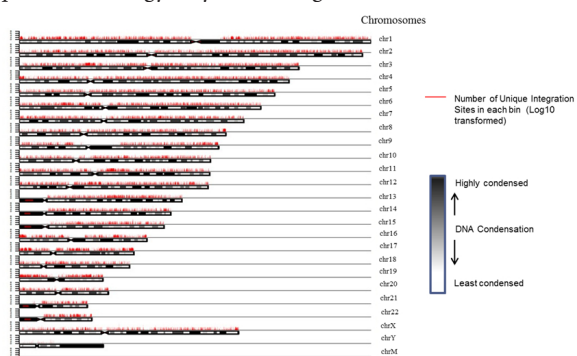 Chromosomes
chr1
chr2
chr3
chr4
chr5
chr6
chr7
chr8
chr9
chr10
chr11
chr12
chr13
chr14
chr15
chr16
chr17
chr18
chr19
chr20
chr21
chr22
chrX
chrY
chrM
Number of Unique Integration
Sites in each bin (Log10
transformed)
Highly condensed
DNA Condensation
Least condensed